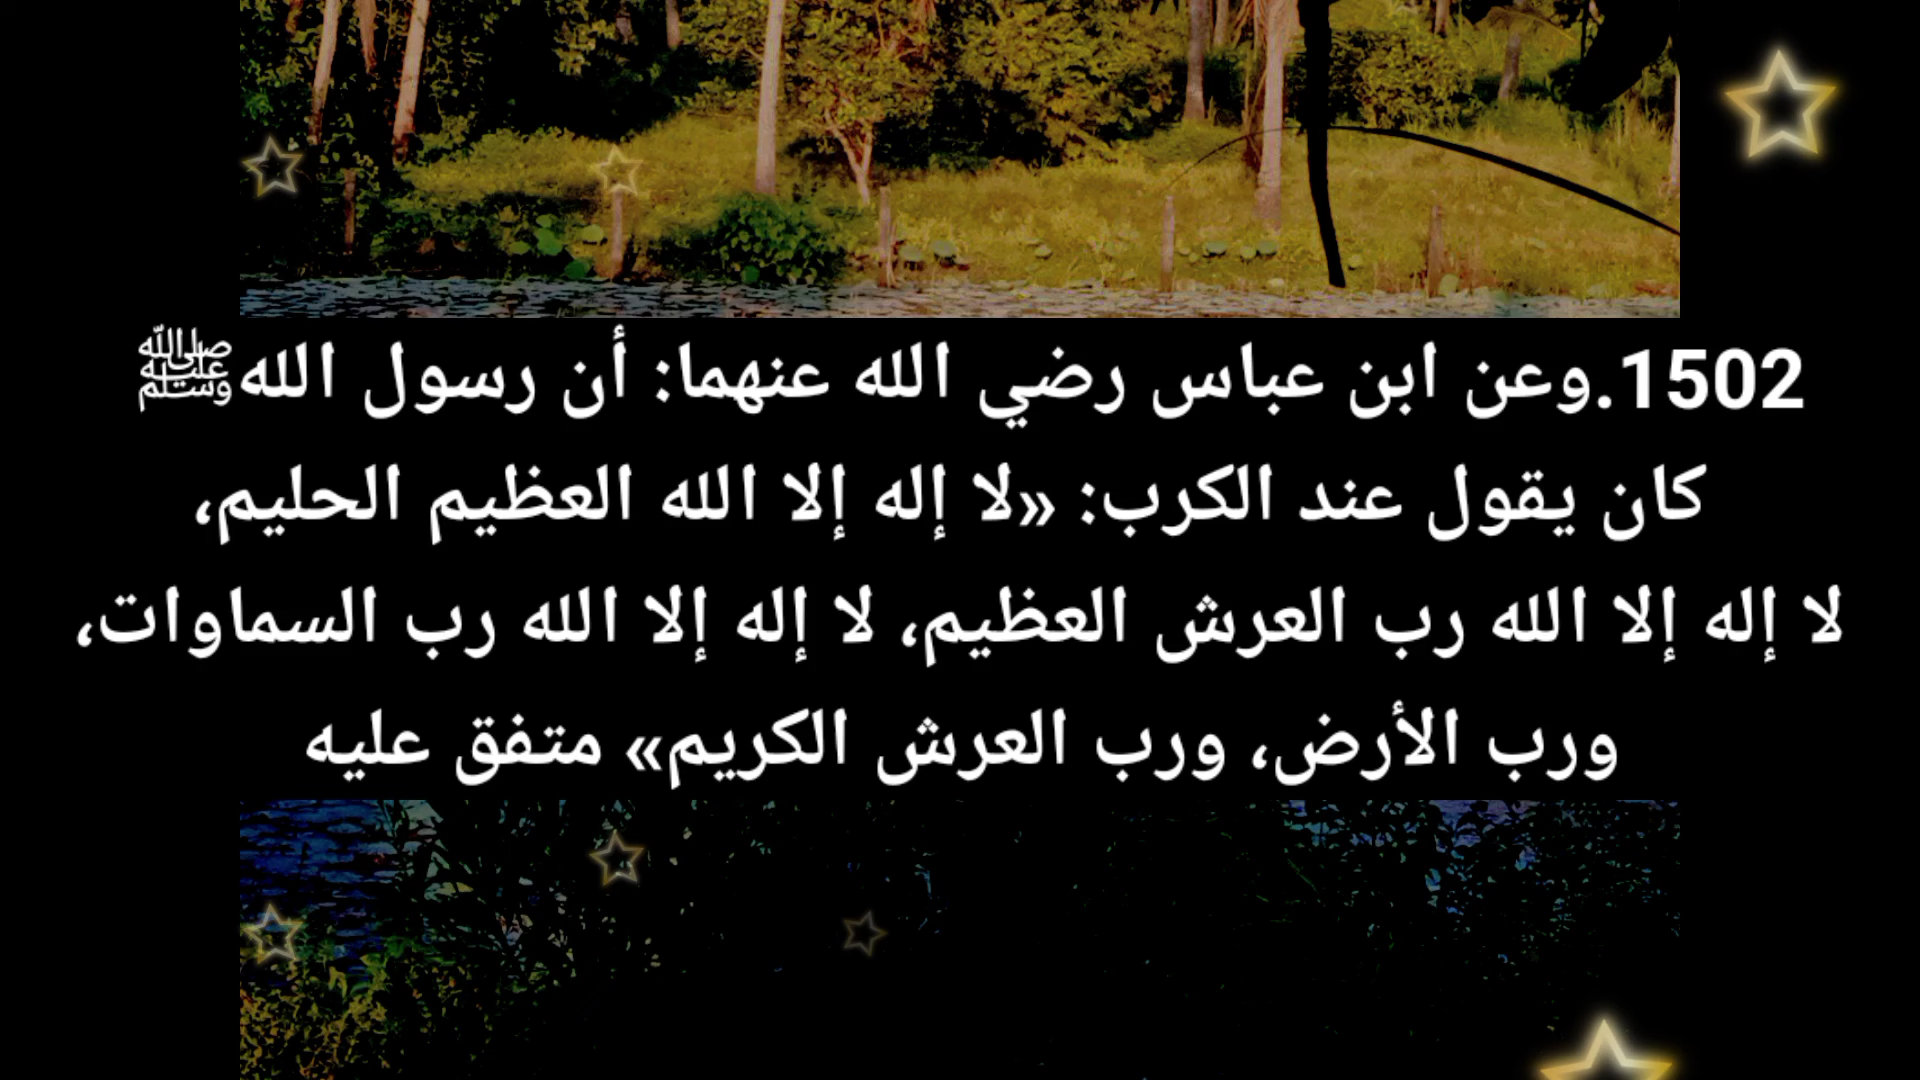 1502.وعن ابن عباس رضي الله عنهما: أن رسول الله ﷺ
كان يقول عند الكرب: «لا إله إلا الله العظيم الحليم،
لا إله إلا الله رب العرش العظيم، لا إله إلا الله رب السماوات،
ورب الأرض، ورب العرش الكريم» متفق عليه